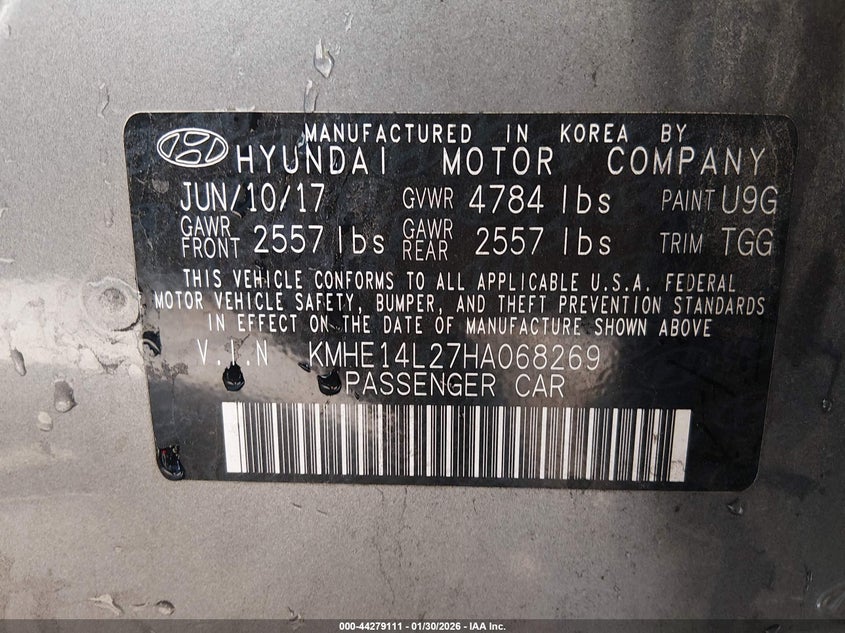 MANUFACTURED IN KOREA BY
HYUNDAI MOTOR COMPANY
JUN/10/17 GVWR 4784 lbs PAINT U9G
GAWR FRONT 2557 lbs GAWR REAR 2557 lbs TRIM TGG
THIS VEHICLE CONFORMS TO ALL APPLICABLE U.S.A. FEDERAL
MOTOR VEHICLE SAFETY, BUMPER, AND THEFT PREVENTION STANDARDS
IN EFFECT ON THE DATE OF MANUFACTURE SHOWN ABOVE
V.I.N KMHE14L27HA068269
PASSENGER CAR
000-44279111 — 01/30/2026 — IAA Inc.